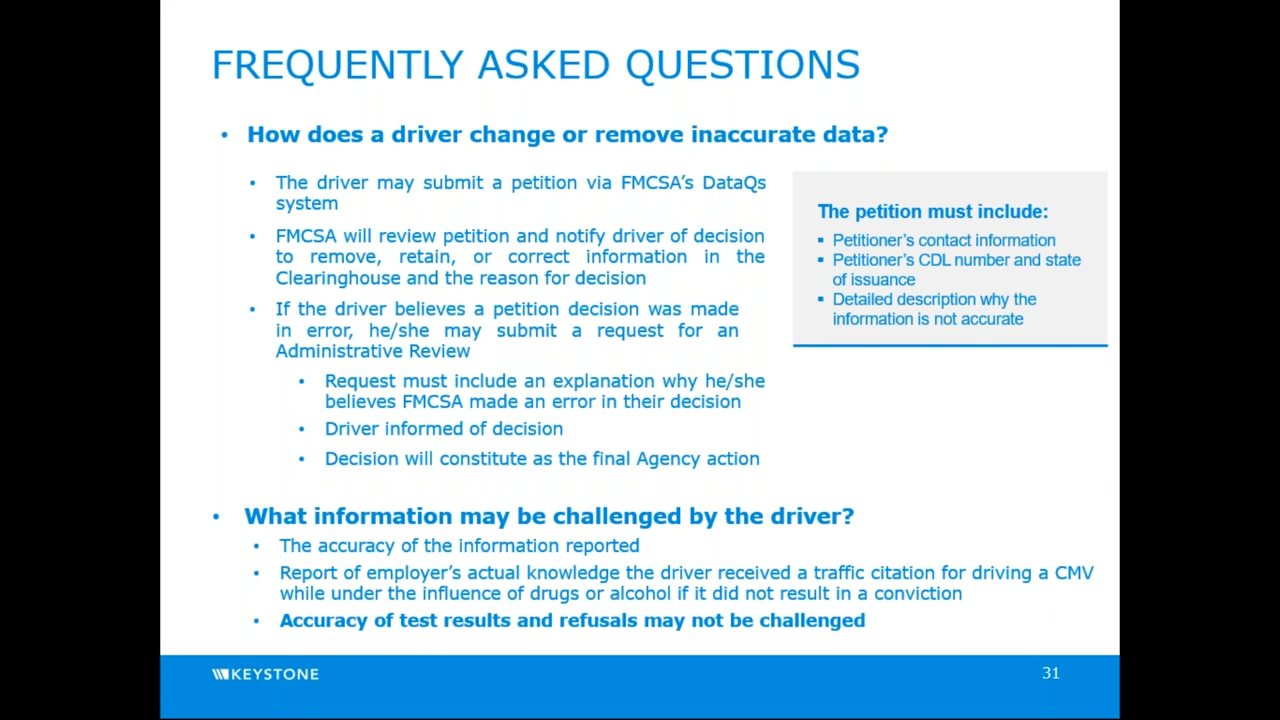 FREQUENTLY ASKED QUESTIONS
• How does a driver change or remove inaccurate data?
• The driver may submit a petition via FMCSA’s DataQs
system
• FMCSA will review petition and notify driver of decision
to remove, retain, or correct information in the
Clearinghouse and the reason for decision
• If the driver believes a petition decision was made
in error, he/she may submit a request for an
Administrative Review
• Request must include an explanation why he/she
believes FMCSA made an error in their decision
• Driver informed of decision
• Decision will constitute as the final Agency action
The petition must include:
▪ Petitioner’s contact information
▪ Petitioner’s CDL number and state
of issuance
▪ Detailed description why the
information is not accurate
• What information may be challenged by the driver?
• The accuracy of the information reported
• Report of employer’s actual knowledge the driver received a traffic citation for driving a CMV
while under the influence of drugs or alcohol if it did not result in a conviction
• Accuracy of test results and refusals may not be challenged
KEYSTONE
31